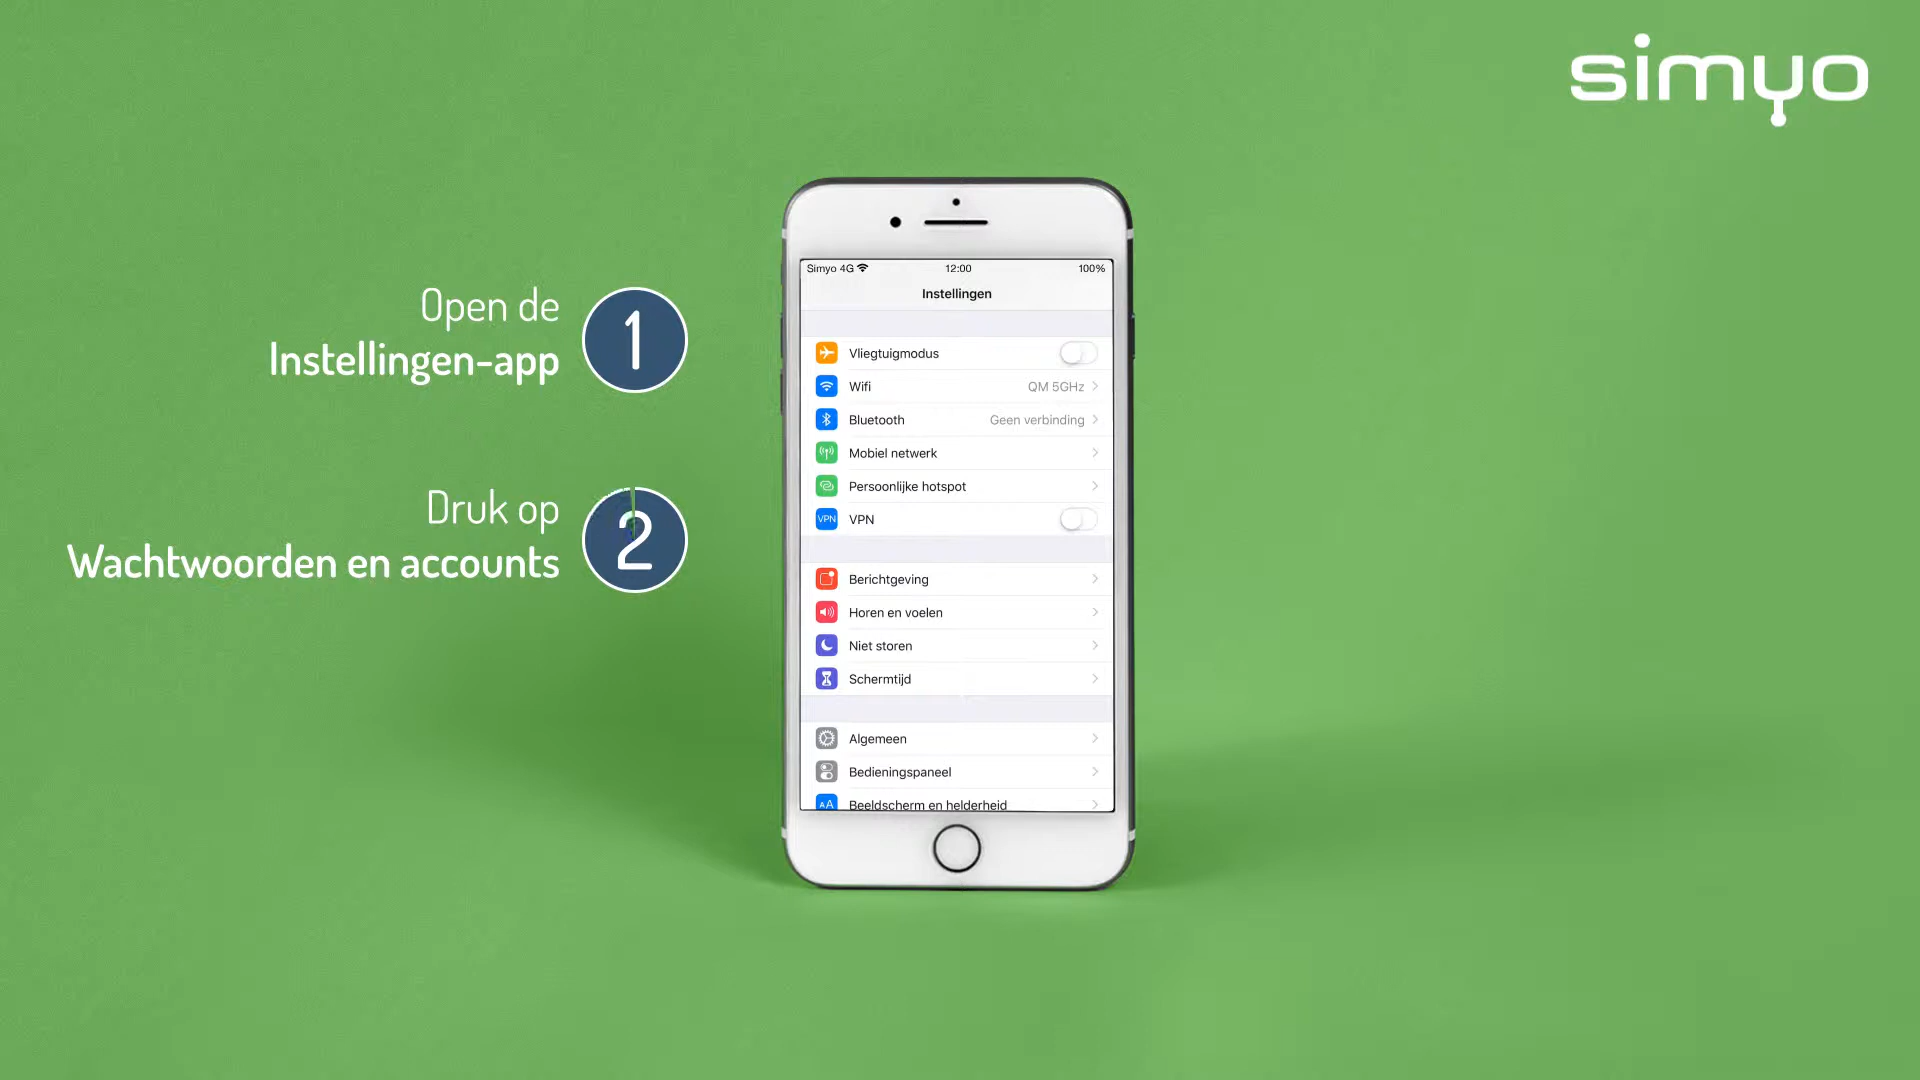 simyo
Open de
Instellingen-app
1
Druk op
Wachtwoorden en accounts
2
Simyo 4G 12:00 100%
Instellingen
Vliegtuigmodus
Wifi QM 5GHz
Bluetooth Geen verbinding
Mobiel netwerk
Persoonlijke hotspot
VPN VPN
Berichtgeving
Horen en voelen
Niet storen
Schermtijd
Algemeen
Bedieningspaneel
AA Beeldscherm en helderheid